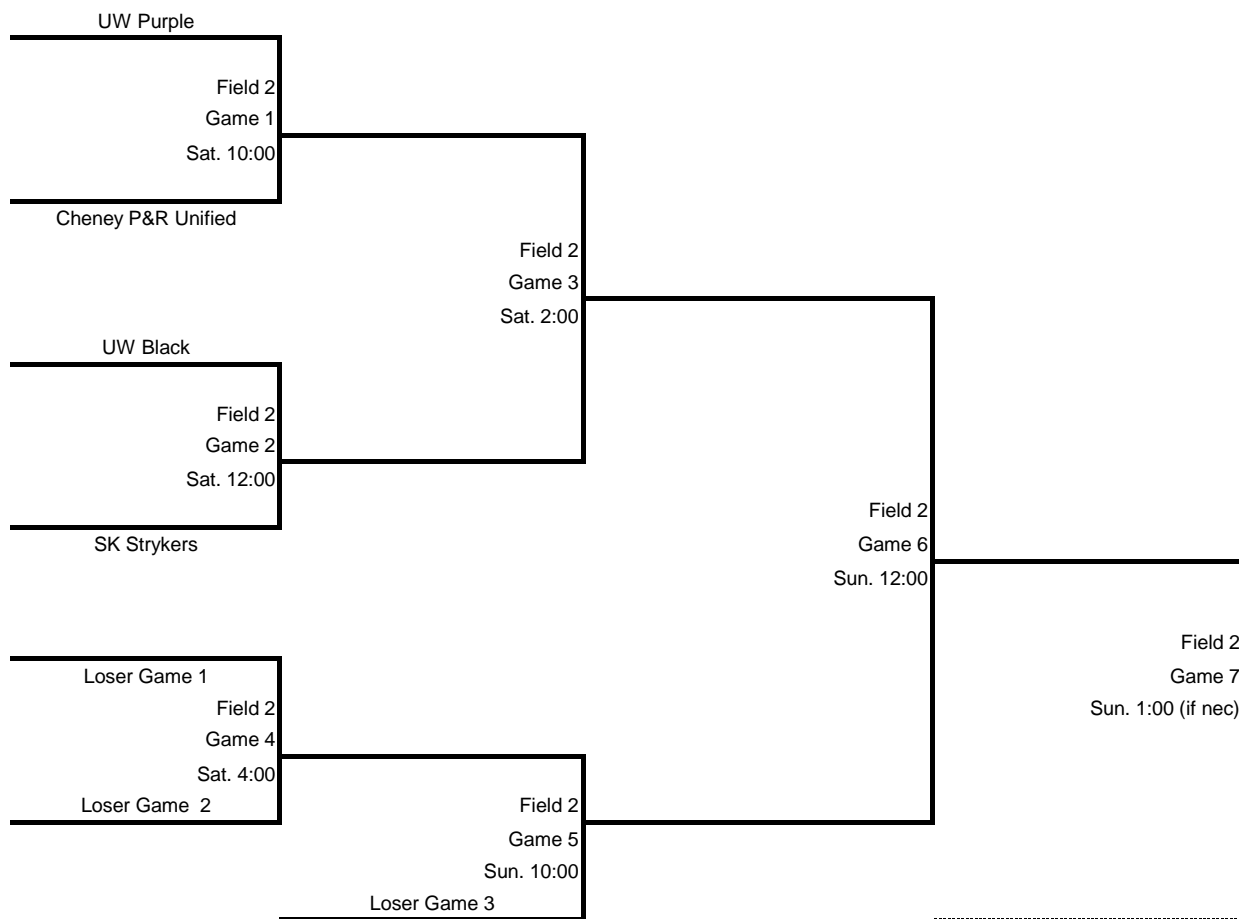 UW Purple
Field 2
Game 1
Sat. 10:00
Cheney P&R Unified
Field 2
Game 3
Sat. 2:00
UW Black
Field 2
Game 2
Sat. 12:00
SK Strykers
Field 2
Game 6
Sun. 12:00
Field 2
Game 7
Sun. 1:00 (if nec)
Loser Game 1
Field 2
Game 4
Sat. 4:00
Loser Game  2
Field 2
Game 5
Sun. 10:00
Loser Game 3